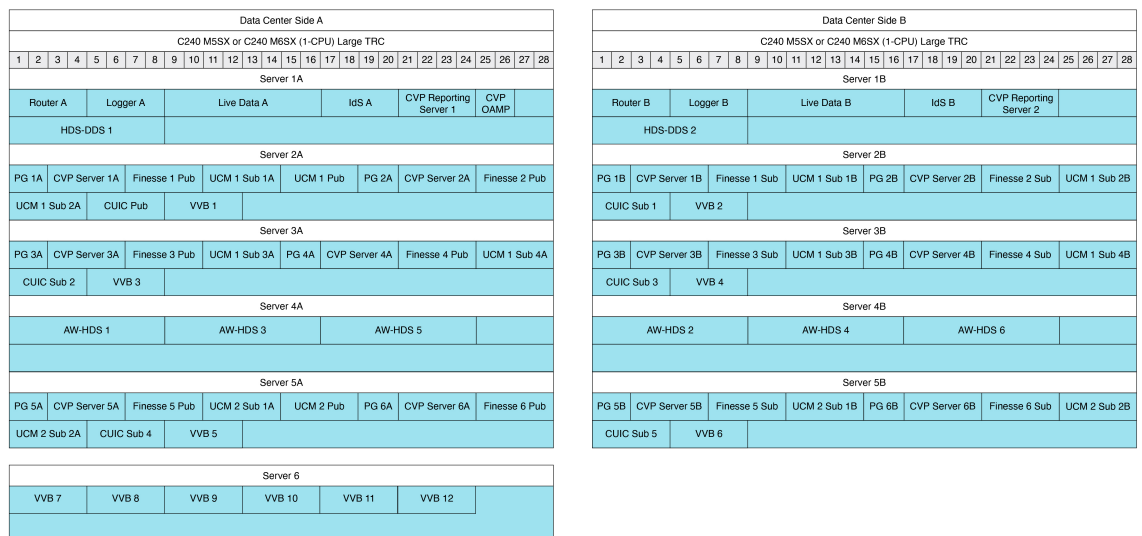 Data Center Side A
C240 M5SX or C240 M6SX (1-CPU) Large TRC
1 2 3 4 5 6 7 8 9 10 11 12 13 14 15 16 17 18 19 20 21 22 23 24 25 26 27 28
Server 1A
Router A Logger A Live Data A IdS A CVP Reporting Server 1 CVP OAMP
HDS-DDS 1
Server 2A
PG 1A CVP Server 1A Finesse 1 Pub UCM 1 Sub 1A UCM 1 Pub PG 2A CVP Server 2A Finesse 2 Pub
UCM 1 Sub 2A CUIC Pub VVB 1
Server 3A
PG 3A CVP Server 3A Finesse 3 Pub UCM 1 Sub 3A PG 4A CVP Server 4A Finesse 4 Pub UCM 1 Sub 4A
CUIC Sub 2 VVB 3
Server 4A
AW-HDS 1 AW-HDS 3 AW-HDS 5
Server 5A
PG 5A CVP Server 5A Finesse 5 Pub UCM 2 Sub 1A UCM 2 Pub PG 6A CVP Server 6A Finesse 6 Pub
UCM 2 Sub 2A CUIC Sub 4 VVB 5
Server 6
VVB 7 VVB 8 VVB 9 VVB 10 VVB 11 VVB 12
Data Center Side B
C240 M5SX or C240 M6SX (1-CPU) Large TRC
1 2 3 4 5 6 7 8 9 10 11 12 13 14 15 16 17 18 19 20 21 22 23 24 25 26 27 28
Server 1B
Router B Logger B Live Data B IdS B CVP Reporting Server 2
HDS-DDS 2
Server 2B
PG 1B CVP Server 1B Finesse 1 Sub UCM 1 Sub 1B PG 2B CVP Server 2B Finesse 2 Sub UCM 1 Sub 2B
CUIC Sub 1 VVB 2
Server 3B
PG 3B CVP Server 3B Finesse 3 Sub UCM 1 Sub 3B PG 4B CVP Server 4B Finesse 4 Sub UCM 1 Sub 4B
CUIC Sub 3 VVB 4
Server 4B
AW-HDS 2 AW-HDS 4 AW-HDS 6
Server 5B
PG 5B CVP Server 5B Finesse 5 Sub UCM 2 Sub 1B PG 6B CVP Server 6B Finesse 6 Sub UCM 2 Sub 2B
CUIC Sub 5 VVB 6